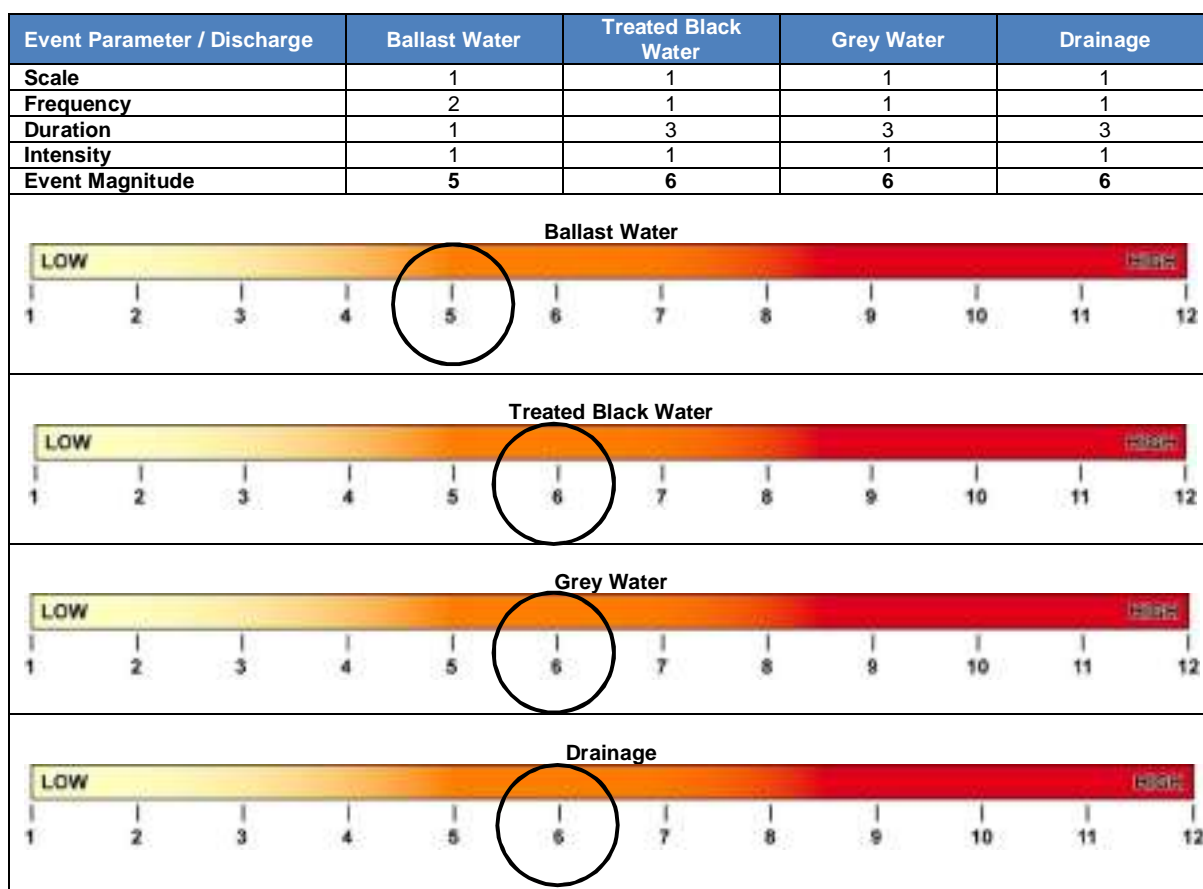 Event Parameter / Discharge Ballast Water Treated Black Water Grey Water Drainage
Scale 1 1 1 1
Frequency 2 1 1 1
Duration 1 3 3 3
Intensity 1 1 1 1
Event Magnitude 5 6 6 6
Ballast Water
LOW HIGH
1 2 3 4 5 6 7 8 9 10 11 12
Treated Black Water
LOW HIGH
1 2 3 4 5 6 7 8 9 10 11 12
Grey Water
LOW HIGH
1 2 3 4 5 6 7 8 9 10 11 12
Drainage
LOW HIGH
1 2 3 4 5 6 7 8 9 10 11 12